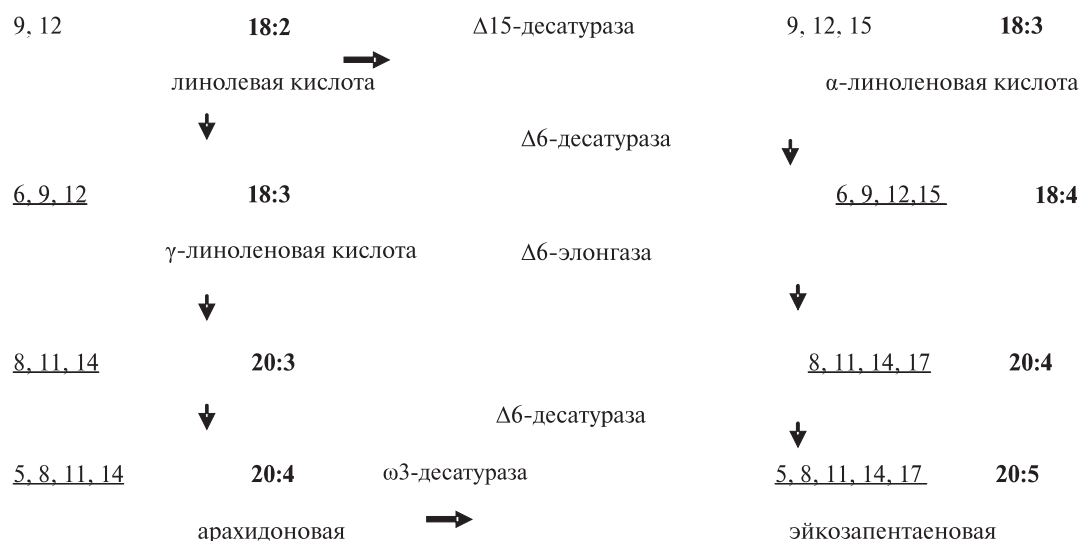 9, 12 18:2 Δ15-десатураза 9, 12, 15 18:3
линолевая кислота α-линоленовая кислота
Δ6-десатураза
6, 9, 12 18:3 6, 9, 12,15 18:4
γ-линоленовая кислота Δ6-элонгаза
8, 11, 14 20:3 8, 11, 14, 17 20:4
Δ6-десатураза
5, 8, 11, 14 20:4 ω3-десатураза 5, 8, 11, 14, 17 20:5
арахидоновая эйкозапентаеновая